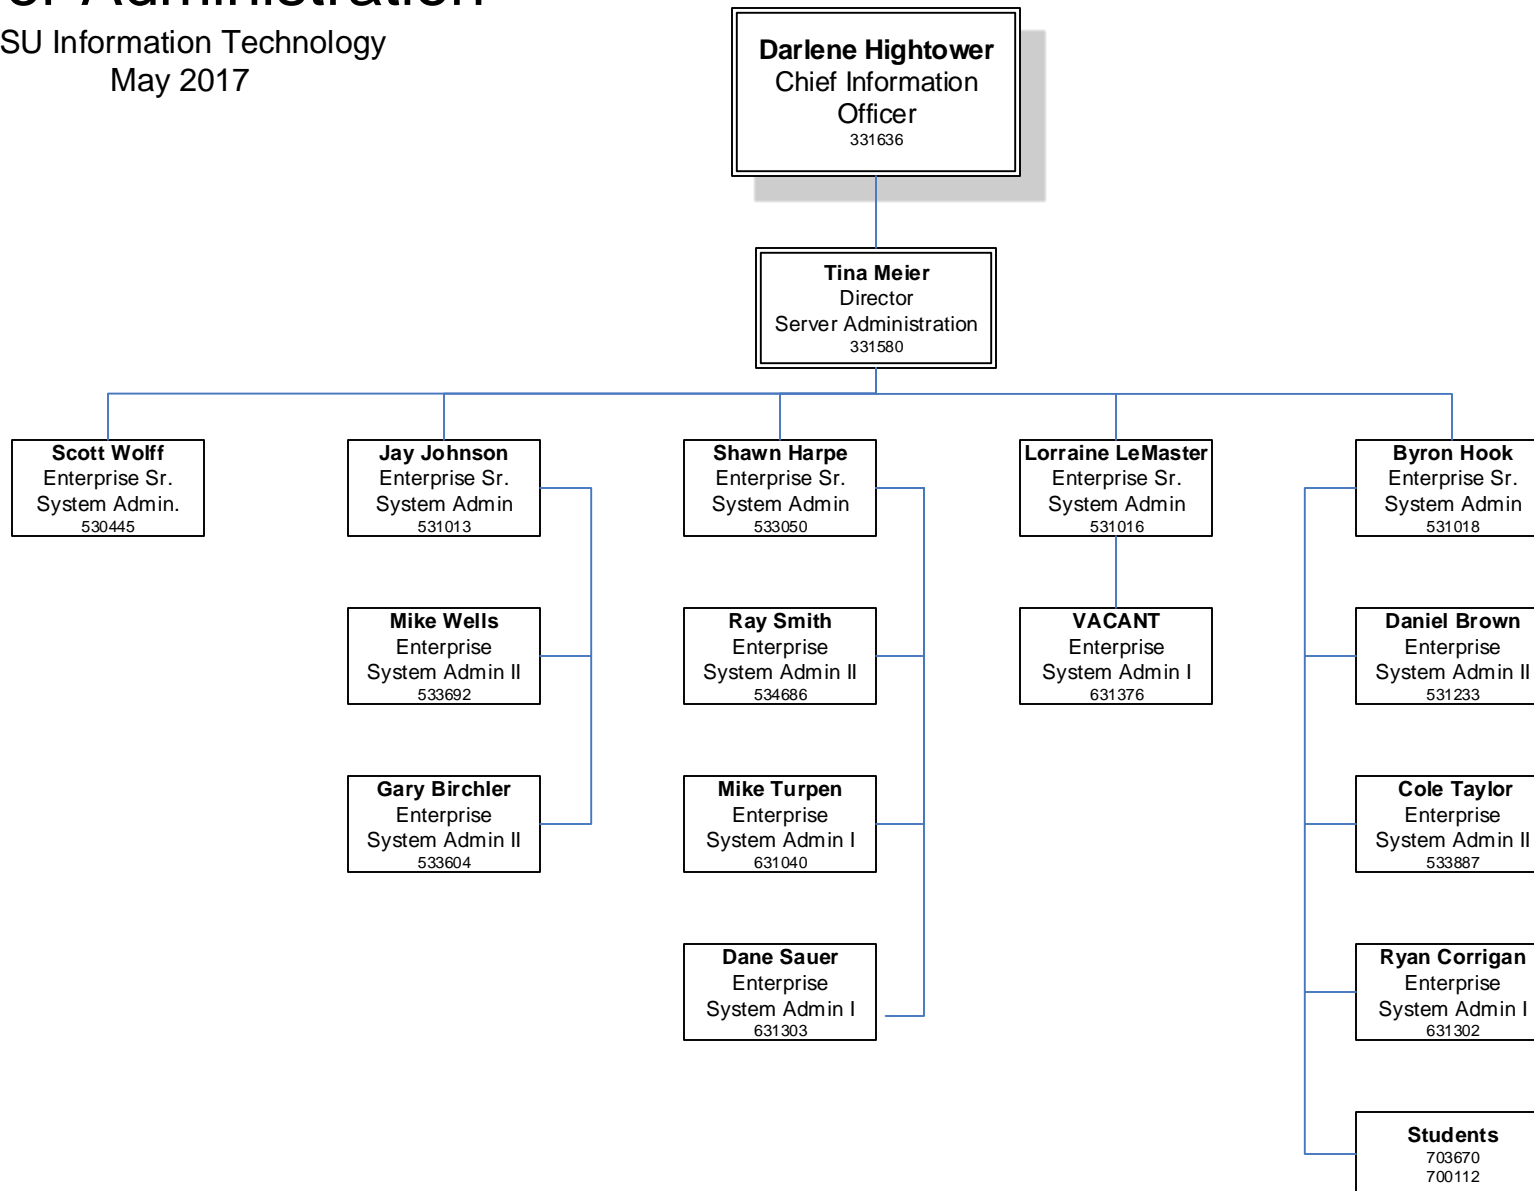 Administration
SU Information Technology
May 2017
Darlene Hightower
Chief Information
Officer
331636
Tina Meier
Director
Server Administration
331580
Scott Wolff
Enterprise Sr.
System Admin.
530445
Jay Johnson
Enterprise Sr.
System Admin
531013
Shawn Harpe
Enterprise Sr.
System Admin
533050
Lorraine LeMaster
Enterprise Sr.
System Admin
531016
Byron Hook
Enterprise Sr.
System Admin
531018
Mike Wells
Enterprise
System Admin II
533692
Ray Smith
Enterprise
System Admin II
534686
VACANT
Enterprise
System Admin I
631376
Daniel Brown
Enterprise
System Admin II
531233
Gary Birchler
Enterprise
System Admin II
533604
Mike Turpen
Enterprise
System Admin I
631040
Cole Taylor
Enterprise
System Admin II
533887
Dane Sauer
Enterprise
System Admin I
631303
Ryan Corrigan
Enterprise
System Admin I
631302
Students
703670
700112